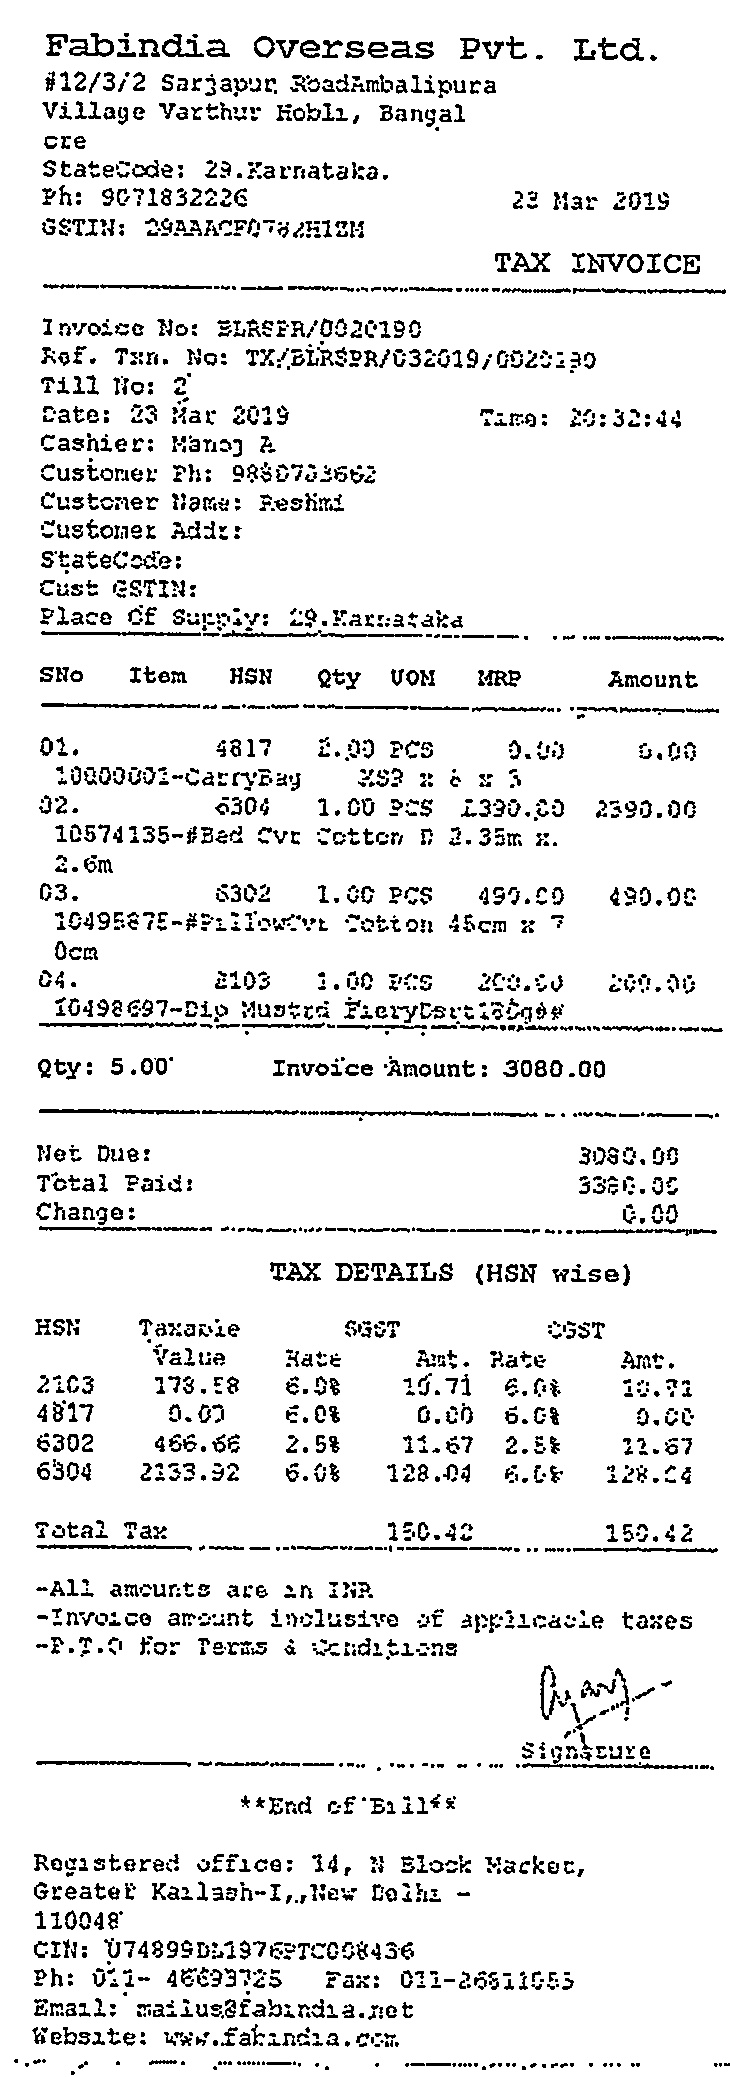 Fabindia Overseas Pvt. Ltd.
#12/3/2 Sarjapur RoadAmbalipura
Village Varthur Hobli, Bangal
ore
StateCode: 29.Karnataka.
Ph: 9071832226 23 Mar 2019
GSTIN:
TAX INVOICE
Invoice No: BLRSPR/0020190
Ref. Txn. No: TX/BLRSPR/032019/0020190
Till No: 2
Date: 23 Mar 2019 Time: 20:32:44
Cashier: Manoj A
Customer Ph:
Customer Name: Reshmi
Customer Addr:
StateCode:
Cust GSTIN:
Place Of Supply: 29.Karnataka
SNo Item HSN Qty UOM MRP Amount
01. 4817 2.00 PCS 0.00 0.00
10000001-CarryBag
02. 6304 1.00 PCS 2390.00 2390.00
10574135-#Bed Cvr Cotton D 2.35m x.
2.6m
03. 6302 1.00 PCS 490.00 490.00
10495875-#PillowCvr Cotton 45cm x 7
0cm
04. 2103 1.00 PCS 200.00 200.00
10498697-Dip Mustrd
Qty: 5.00 Invoice Amount: 3080.00
Net Due: 3080.00
Total Paid:
Change: 0.00
TAX DETAILS (HSN wise)
HSN Taxable SGST CGST
Value Rate Amt. Rate Amt.
2103 178.58 6.0% 10.71 6.0% 10.71
4817 0.00 6.0% 0.00 6.0% 0.00
6302 466.66 2.5% 11.67 2.5% 11.67
6304 2133.92 6.0% 128.04 6.0% 128.04
Total Tax 150.42 150.42
-All amounts are in INR
-Invoice amount inclusive of applicable taxes
-P.T.O for Terms & Conditions
Signature
**End of Bill**
Registered office: 14, N Block Market,
Greater Kailash-I,,New Delhi -
110048
CIN: U74899DL1976PTC008436
Ph: 011- 46693725 Fax:
Email: mailus@fabindia.net
Website: www.fabindia.com